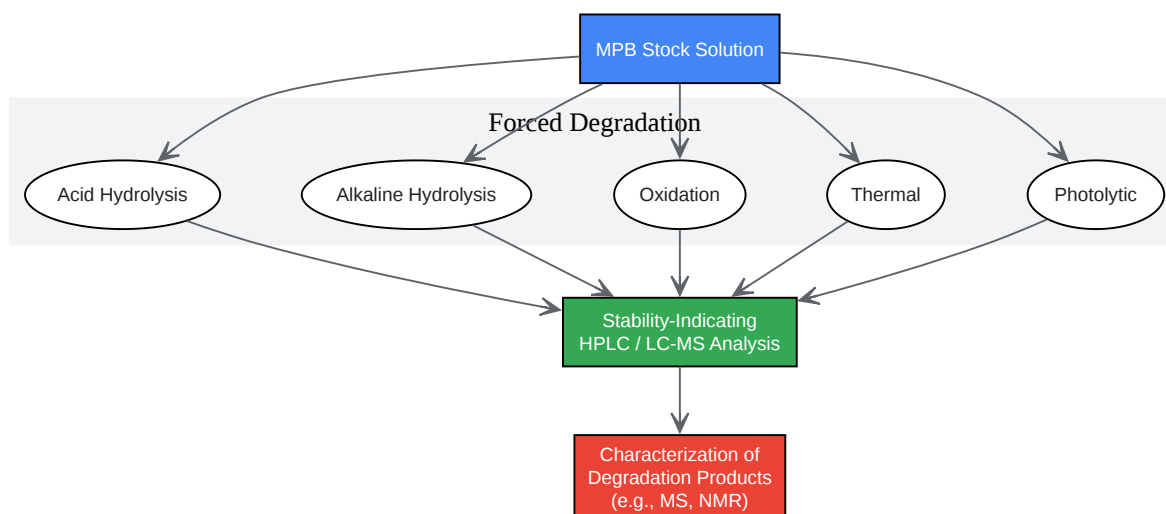 MPB Stock Solution
Forced Degradation
Acid Hydrolysis
Alkaline Hydrolysis
Oxidation
Thermal
Photolytic
Stability-Indicating
HPLC / LC-MS Analysis
Characterization of
Degradation Products
(e.g., MS, NMR)